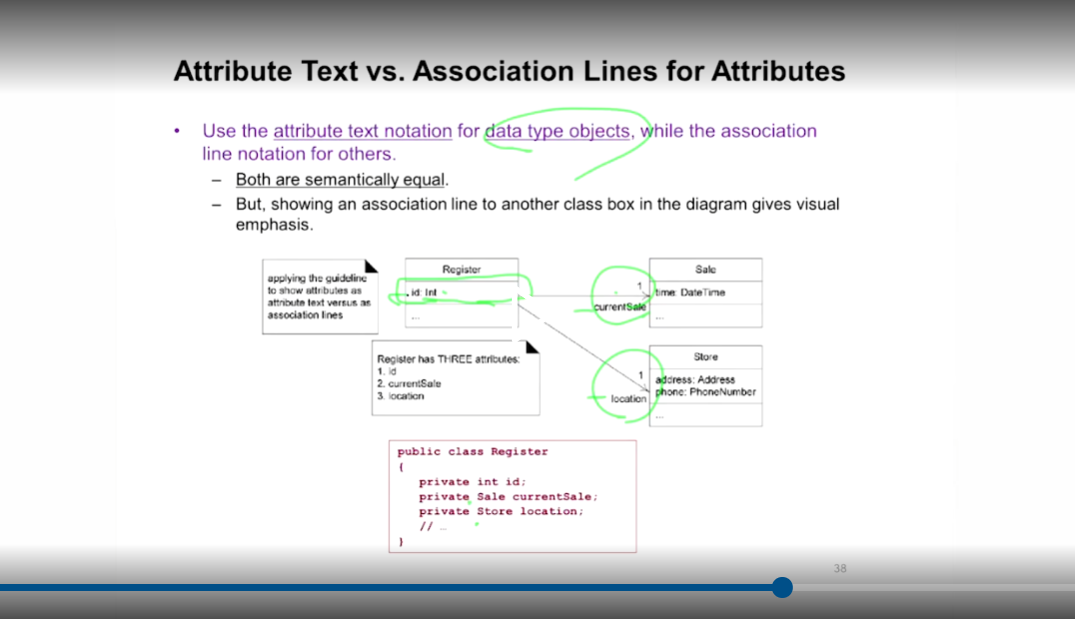 Attribute Text vs. Association Lines for Attributes
• Use the attribute text notation for data type objects, while the association
line notation for others.
– Both are semantically equal.
– But, showing an association line to another class box in the diagram gives visual
emphasis.
applying the guideline
to show attributes as
attribute text versus as
association lines
Register
id: Int
...
1
currentSale
Sale
time: DateTime
...
Register has THREE attributes:
1. id
2. currentSale
3. location
1
location
Store
address: Address
phone: PhoneNumber
...
public class Register
{
private int id;
private Sale currentSale;
private Store location;
// …
}
38